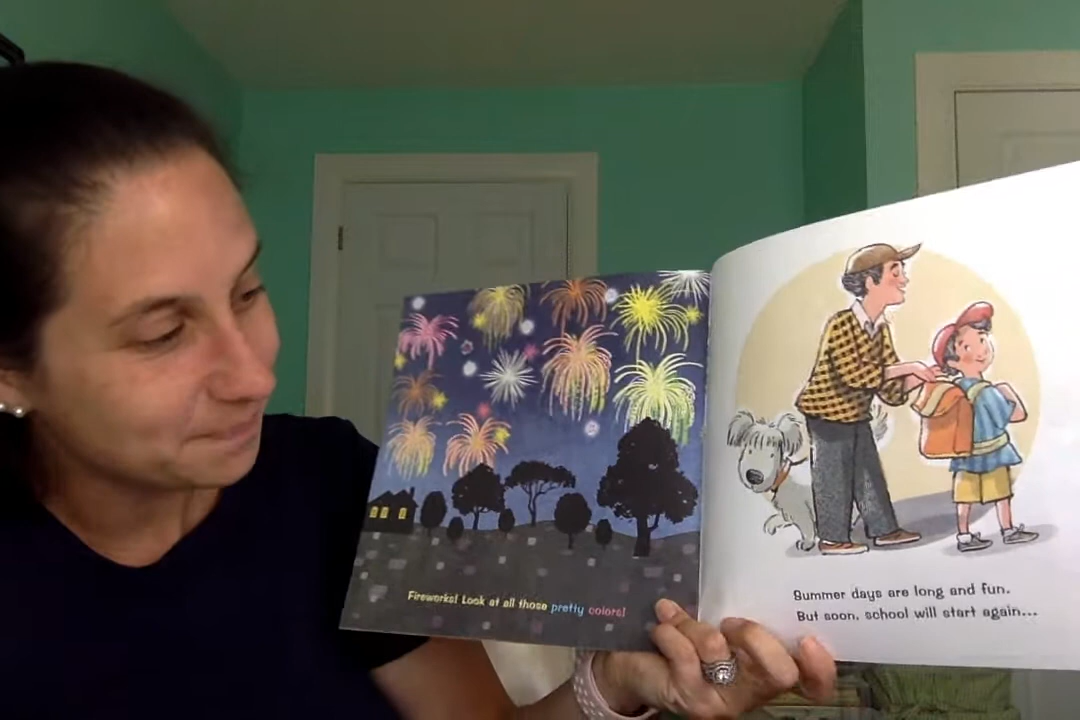 Fireworks! Look at all those pretty colors!
Summer days are long and fun.
But soon, school will start again...